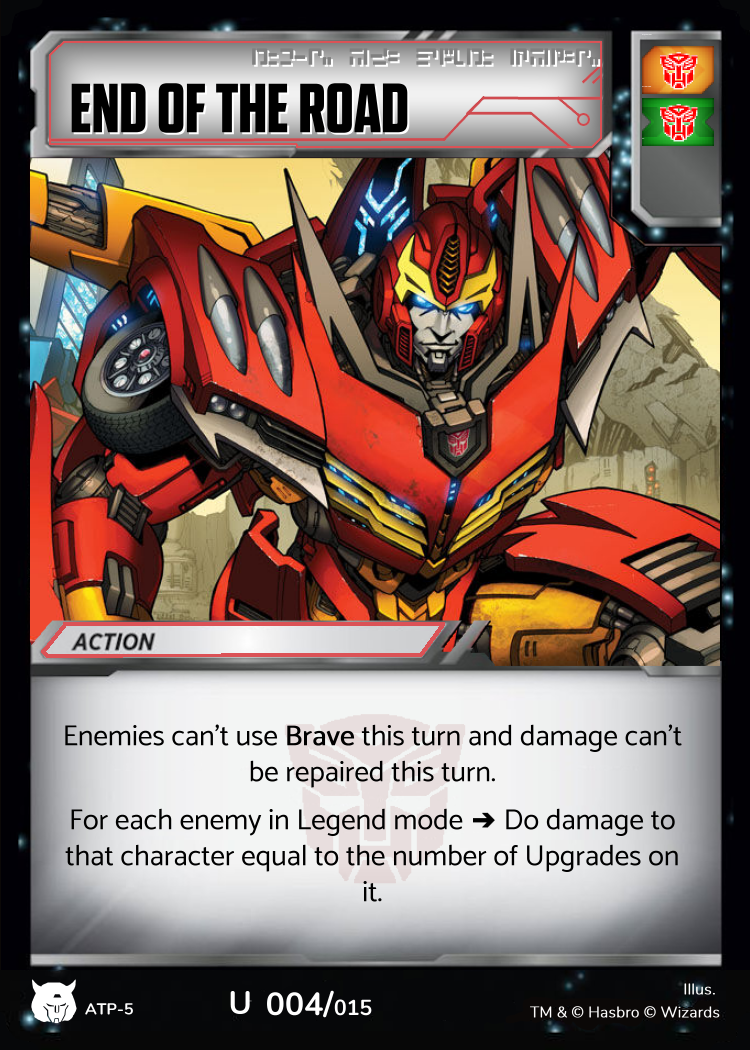 END OF THE ROAD
ACTION
Enemies can't use Brave this turn and damage can't
be repaired this turn.
For each enemy in Legend mode ➔ Do damage to
that character equal to the number of Upgrades on
it.
ATP-5
U 004/015
Illus.
TM & © Hasbro © Wizards